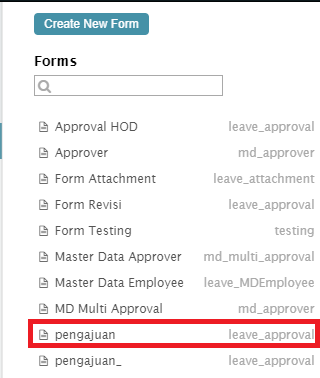 Create New Form
Forms
Approval HOD leave_approval
Approver md_approver
Form Attachment leave_attachment
Form Revisi leave_approval
Form Testing testing
Master Data Approver md_multi_approval
Master Data Employee leave_MDEmployee
MD Multi Approval md_approver
pengajuan leave_approval
pengajuan_ leave_approval